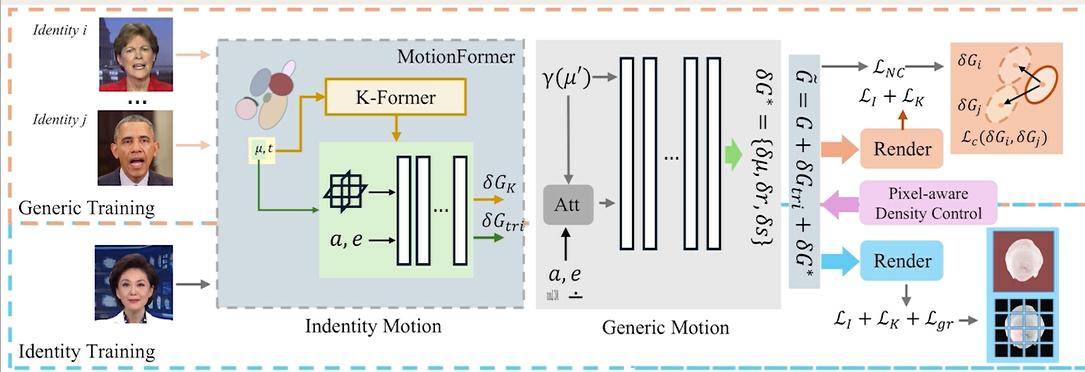 Identity i
...
Identity j
Generic Training
Identity Training
MotionFormer
K-Former
μ, t
...
a, e
δG_K
δG_tri
Indentity Motion
γ(μ′)
Att
a, e
...
Generic Motion
δG* = {δμ, δr, δs}
G̃ = G + δG_tri + δG*
ℒ_NC
ℒ_I + ℒ_K
Render
δG_i
δG_j
ℒ_c(δG_i, δG_j)
Pixel-aware
Density Control
Render
ℒ_I + ℒ_K + ℒ_gr